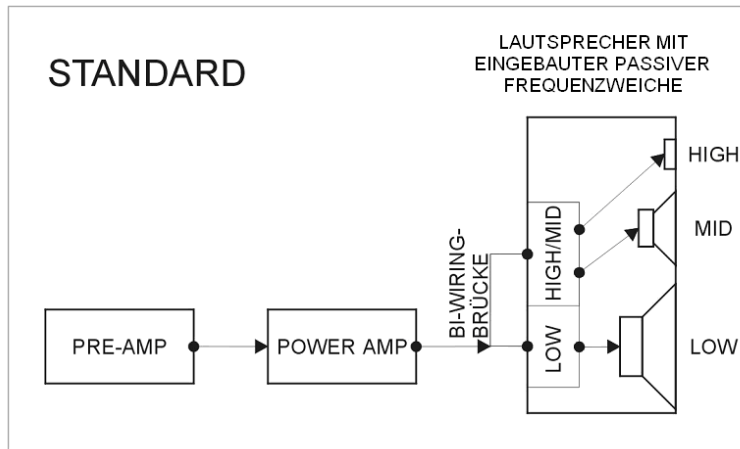 STANDARD
LAUTSPRECHER MIT
EINGEBAUTER PASSIVER
FREQUENZWEICHE
HIGH
MID
LOW
HIGH/MID
LOW
BI-WIRING-
BRÜCKE
PRE-AMP
POWER AMP